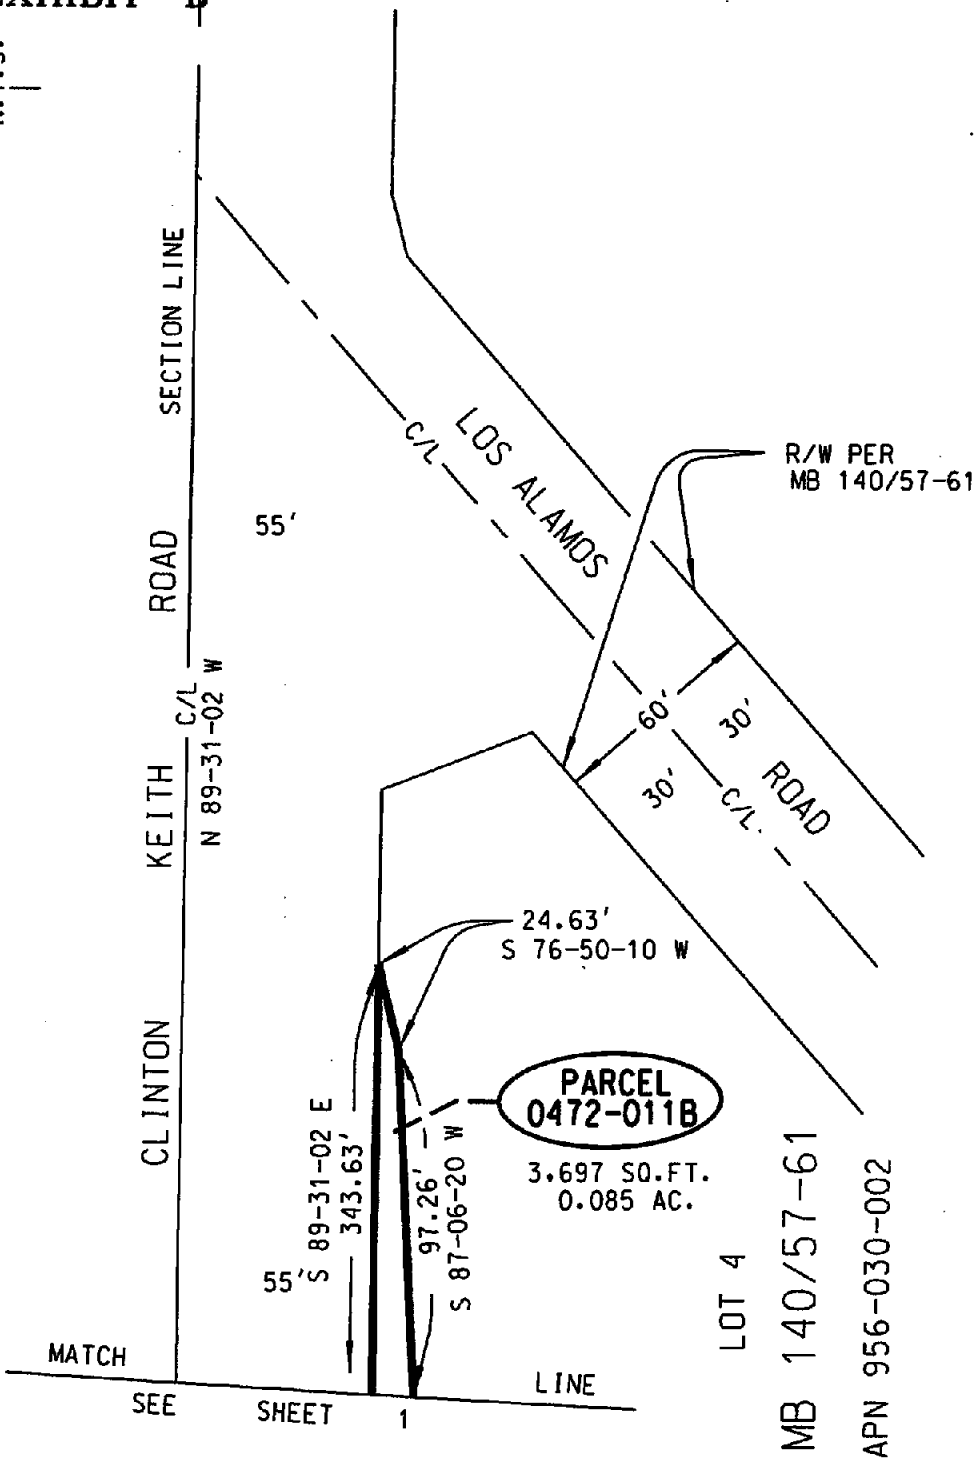 EXHIBIT "B"
SECTION LINE
C/L
LOS ALAMOS
R/W PER
MB 140/57-61
55'
ROAD
C/L
N 89-31-02 W
KEITH
60'
30'
30'
ROAD
C/L
24.63'
S 76-50-10 W
CLINTON
PARCEL
0472-011B
3,697 SQ.FT.
0.085 AC.
S 89-31-02 E
343.63'
97.26'
S 87-06-20 W
55'
LOT 4
MB 140/57-61
APN 956-030-002
MATCH
LINE
SEE
SHEET
1